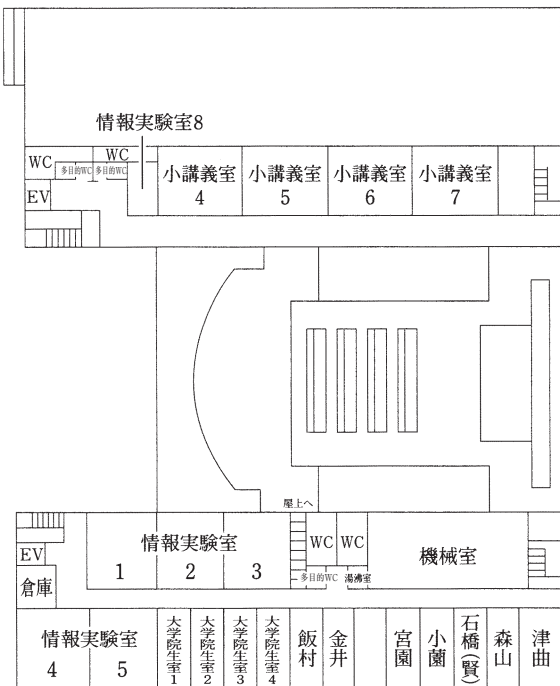 情報実験室8
WC
WC
多目的WC
多目的WC
EV
小講義室
4
小講義室
5
小講義室
6
小講義室
7
屋上へ
EV
倉庫
情報実験室
1
2
3
WC
WC
多目的WC
湯沸室
機械室
情報実験室
4
5
大学院生室1
大学院生室2
大学院生室3
大学院生室4
飯村
金井
宮園
小薗
石橋(賢)
森山
津曲